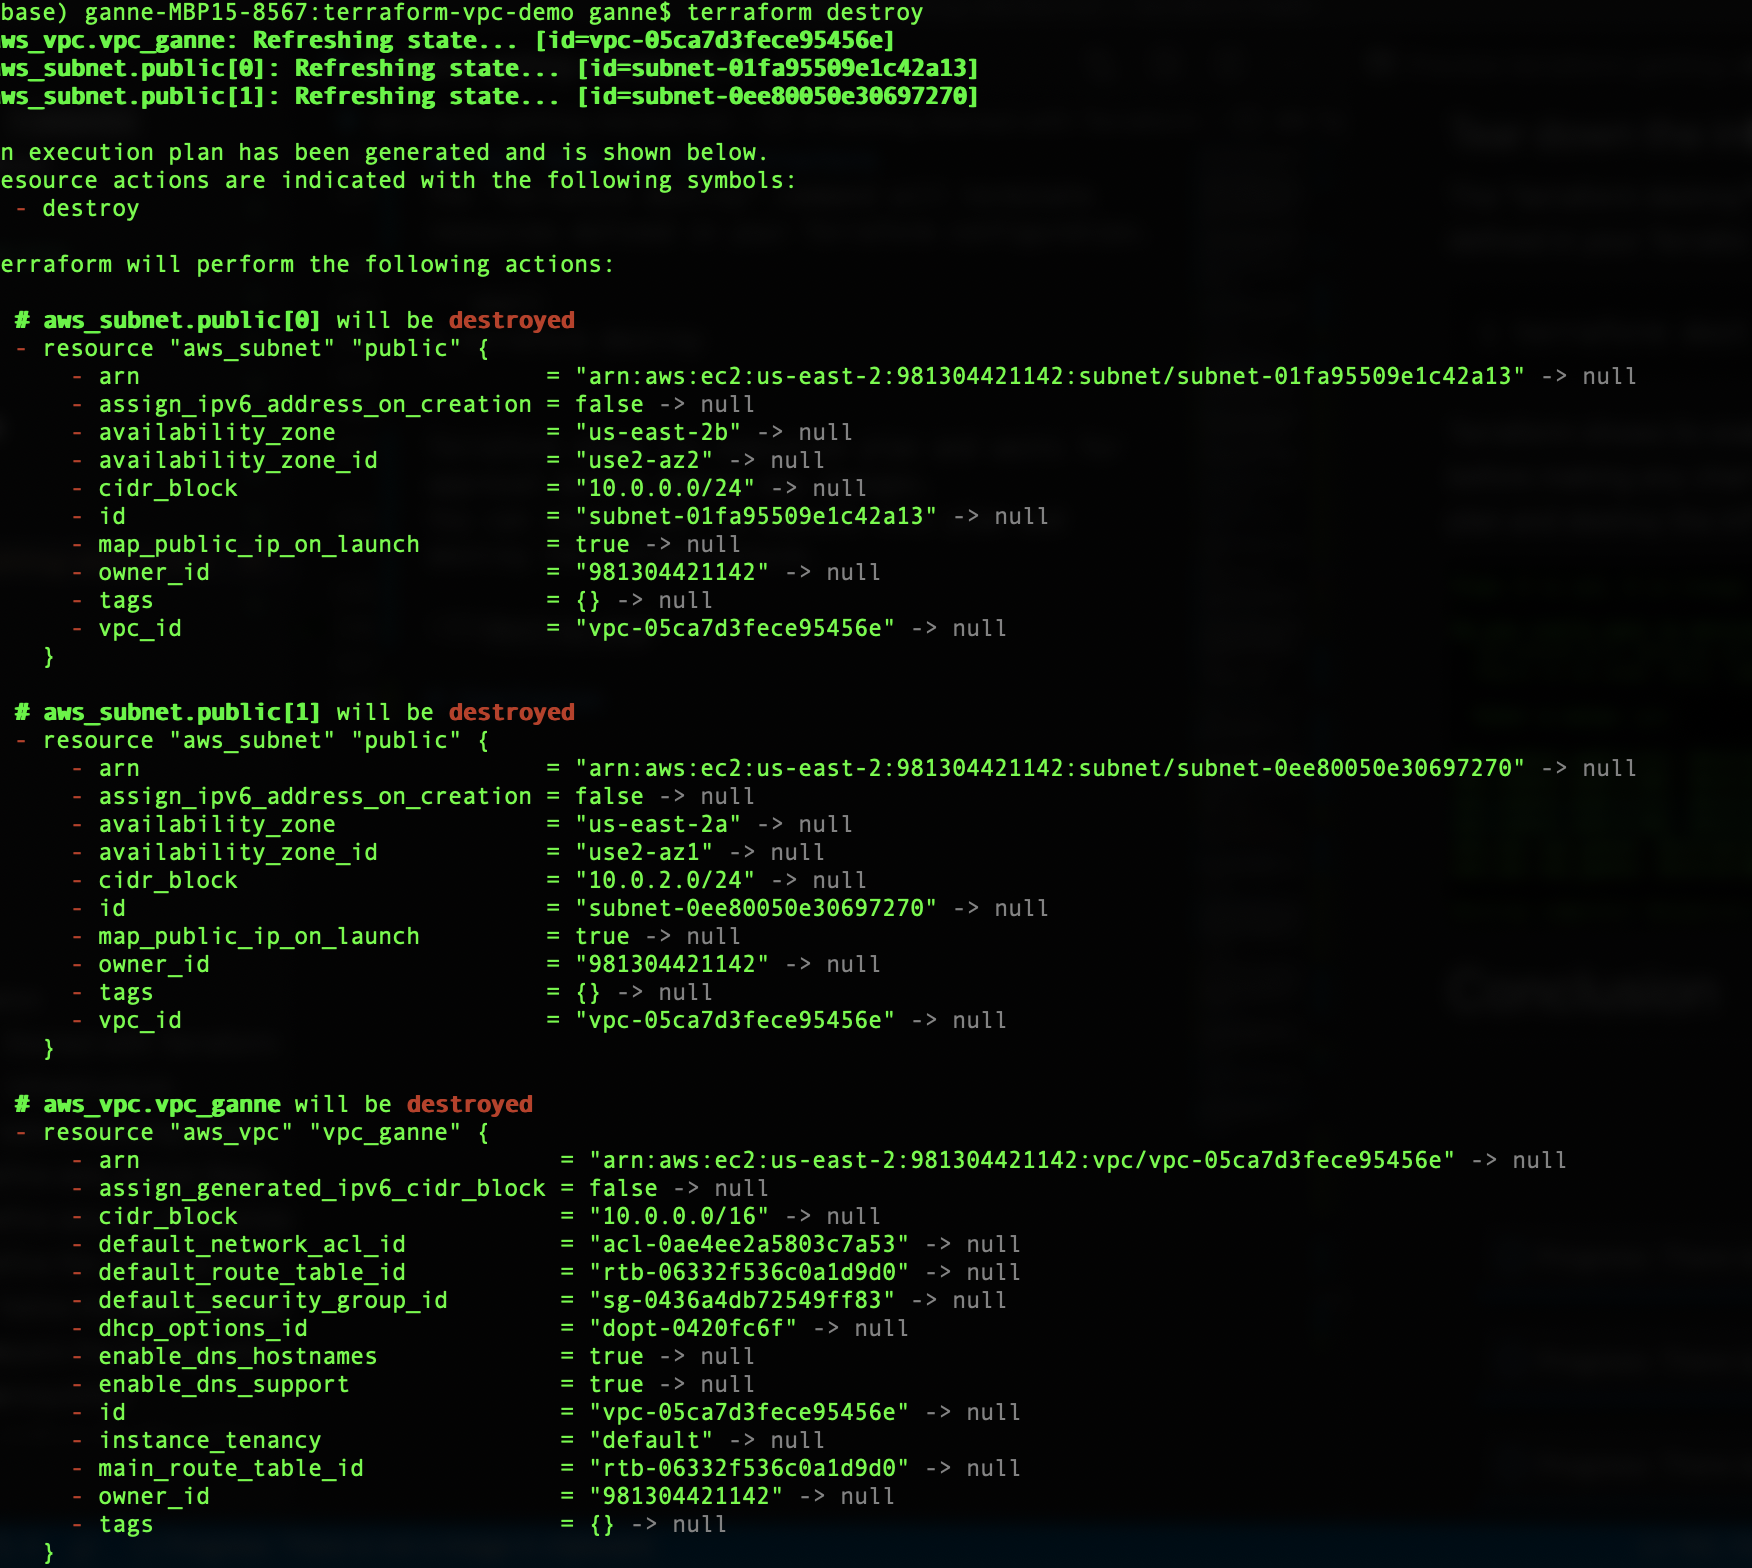 base) ganne-MBP15-8567:terraform-vpc-demo ganne$ terraform destroy
ws_vpc.vpc_ganne: Refreshing state... [id=vpc-05ca7d3fece95456e]
ws_subnet.public[0]: Refreshing state... [id=subnet-01fa95509e1c42a13]
ws_subnet.public[1]: Refreshing state... [id=subnet-0ee80050e30697270]
n execution plan has been generated and is shown below.
esource actions are indicated with the following symbols:
- destroy
erraform will perform the following actions:
# aws_subnet.public[0] will be destroyed
- resource "aws_subnet" "public" {
- arn = "arn:aws:ec2:us-east-2:981304421142:subnet/subnet-01fa95509e1c42a13" -> null
- assign_ipv6_address_on_creation = false -> null
- availability_zone = "us-east-2b" -> null
- availability_zone_id = "use2-az2" -> null
- cidr_block = "10.0.0.0/24" -> null
- id = "subnet-01fa95509e1c42a13" -> null
- map_public_ip_on_launch = true -> null
- owner_id = "981304421142" -> null
- tags = {} -> null
- vpc_id = "vpc-05ca7d3fece95456e" -> null
}
# aws_subnet.public[1] will be destroyed
- resource "aws_subnet" "public" {
- arn = "arn:aws:ec2:us-east-2:981304421142:subnet/subnet-0ee80050e30697270" -> null
- assign_ipv6_address_on_creation = false -> null
- availability_zone = "us-east-2a" -> null
- availability_zone_id = "use2-az1" -> null
- cidr_block = "10.0.2.0/24" -> null
- id = "subnet-0ee80050e30697270" -> null
- map_public_ip_on_launch = true -> null
- owner_id = "981304421142" -> null
- tags = {} -> null
- vpc_id = "vpc-05ca7d3fece95456e" -> null
}
# aws_vpc.vpc_ganne will be destroyed
- resource "aws_vpc" "vpc_ganne" {
- arn = "arn:aws:ec2:us-east-2:981304421142:vpc/vpc-05ca7d3fece95456e" -> null
- assign_generated_ipv6_cidr_block = false -> null
- cidr_block = "10.0.0.0/16" -> null
- default_network_acl_id = "acl-0ae4ee2a5803c7a53" -> null
- default_route_table_id = "rtb-06332f536c0a1d9d0" -> null
- default_security_group_id = "sg-0436a4db72549ff83" -> null
- dhcp_options_id = "dopt-0420fc6f" -> null
- enable_dns_hostnames = true -> null
- enable_dns_support = true -> null
- id = "vpc-05ca7d3fece95456e" -> null
- instance_tenancy = "default" -> null
- main_route_table_id = "rtb-06332f536c0a1d9d0" -> null
- owner_id = "981304421142" -> null
- tags = {} -> null
}
Conclusion